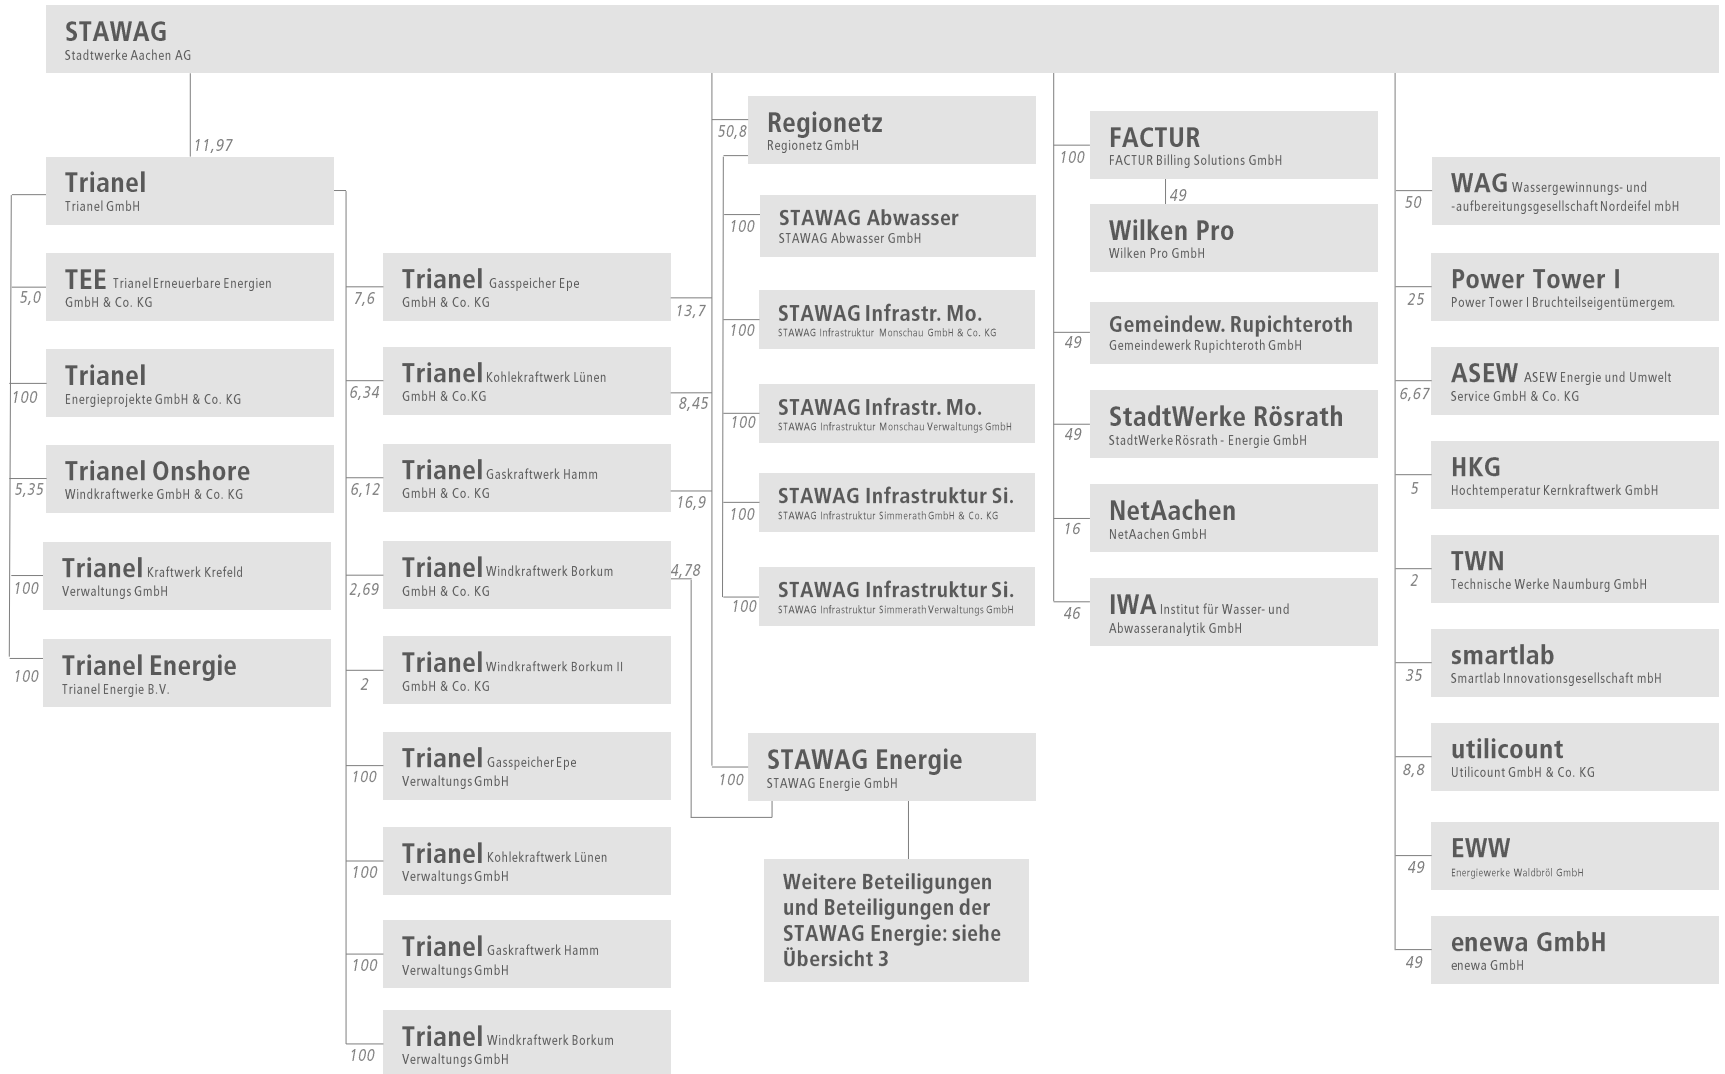 STAWAG
Stadtwerke Aachen AG
11,97
Trianel
Trianel GmbH
5,0
TEE Trianel Erneuerbare Energien
GmbH & Co. KG
100
Trianel
Energieprojekte GmbH & Co. KG
5,35
Trianel Onshore
Windkraftwerke GmbH & Co. KG
100
Trianel Kraftwerk Krefeld
Verwaltungs GmbH
100
Trianel Energie
Trianel Energie B.V.
7,6
Trianel Gasspeicher Epe
GmbH & Co. KG
13,7
6,34
Trianel Kohlekraftwerk Lünen
GmbH & Co.KG
8,45
6,12
Trianel Gaskraftwerk Hamm
GmbH & Co. KG
16,9
2,69
Trianel Windkraftwerk Borkum
GmbH & Co. KG
4,78
2
Trianel Windkraftwerk Borkum II
GmbH & Co. KG
100
Trianel Gasspeicher Epe
Verwaltungs GmbH
100
Trianel Kohlekraftwerk Lünen
Verwaltungs GmbH
100
Trianel Gaskraftwerk Hamm
Verwaltungs GmbH
100
Trianel Windkraftwerk Borkum
Verwaltungs GmbH
50,8
Regionetz
Regionetz GmbH
100
STAWAG Abwasser
STAWAG Abwasser GmbH
100
STAWAG Infrastr. Mo.
STAWAG Infrastruktur Monschau GmbH & Co. KG
100
STAWAG Infrastr. Mo.
STAWAG Infrastruktur Monschau Verwaltungs GmbH
100
STAWAG Infrastruktur Si.
STAWAG Infrastruktur Simmerath GmbH & Co. KG
100
STAWAG Infrastruktur Si.
STAWAG Infrastruktur Simmerath Verwaltungs GmbH
100
STAWAG Energie
STAWAG Energie GmbH
Weitere Beteiligungen
und Beteiligungen der
STAWAG Energie: siehe
Übersicht 3
100
FACTUR
FACTUR Billing Solutions GmbH
49
Wilken Pro
Wilken Pro GmbH
49
Gemeindew. Rupichteroth
Gemeindewerk Rupichteroth GmbH
49
StadtWerke Rösrath
StadtWerke Rösrath - Energie GmbH
16
NetAachen
NetAachen GmbH
46
IWA Institut für Wasser- und
Abwasseranalytik GmbH
50
WAG Wassergewinnungs- und
-aufbereitungsgesellschaft Nordeifel mbH
25
Power Tower I
Power Tower I Bruchteilseigentümergem.
6,67
ASEW ASEW Energie und Umwelt
Service GmbH & Co. KG
5
HKG
Hochtemperatur Kernkraftwerk GmbH
2
TWN
Technische Werke Naumburg GmbH
35
smartlab
Smartlab Innovationsgesellschaft mbH
8,8
utilicount
Utilicount GmbH & Co. KG
49
EWW
Energiewerke Waldbröl GmbH
49
enewa GmbH
enewa GmbH